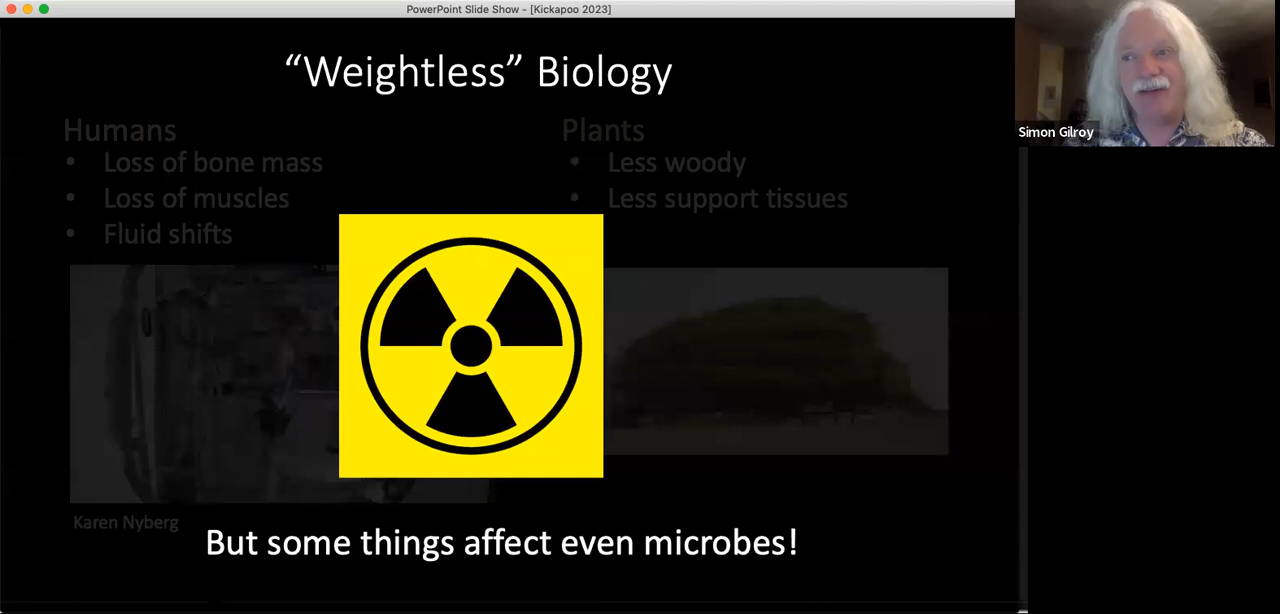 PowerPoint Slide Show - [Kickapoo 2023]
“Weightless” Biology
Humans
• Loss of bone mass
• Loss of muscles
• Fluid shifts
Plants
• Less woody
• Less support tissues
Karen Nyberg
But some things affect even microbes!
Simon Gilroy